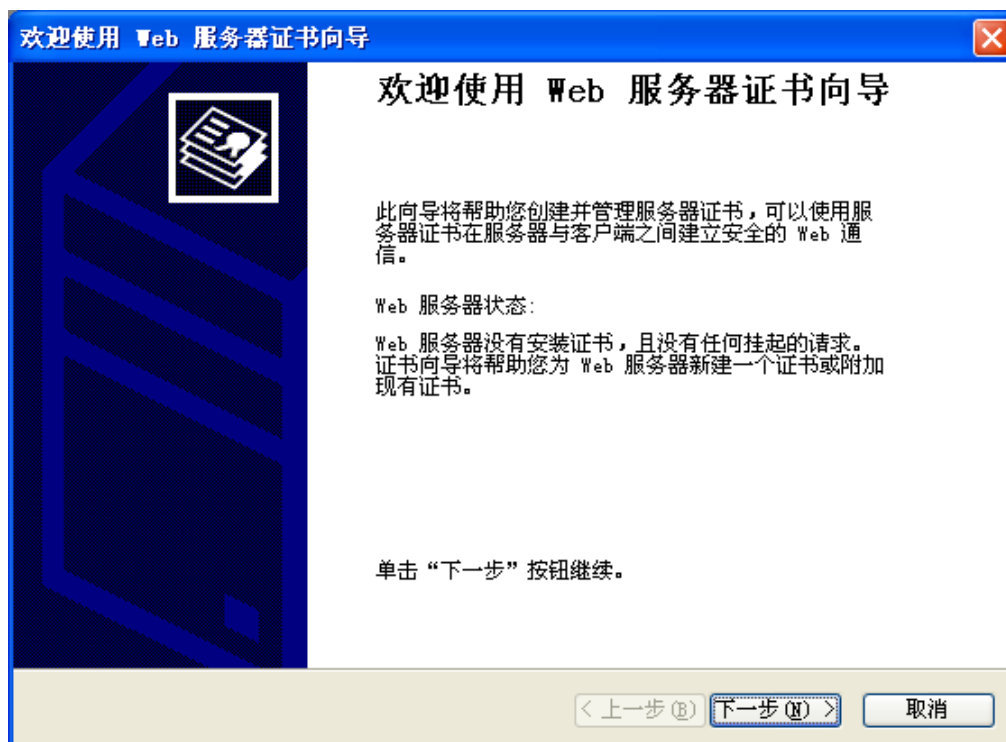 欢迎使用 Web 服务器证书向导
欢迎使用 Web 服务器证书向导
此向导将帮助您创建并管理服务器证书，可以使用服
务器证书在服务器与客户端之间建立安全的 Web 通
信。
Web 服务器状态:
Web 服务器没有安装证书，且没有任何挂起的请求。
证书向导将帮助您为 Web 服务器新建一个证书或附加
现有证书。
单击“下一步”按钮继续。
< 上一步(B) 下一步(N) > 取消